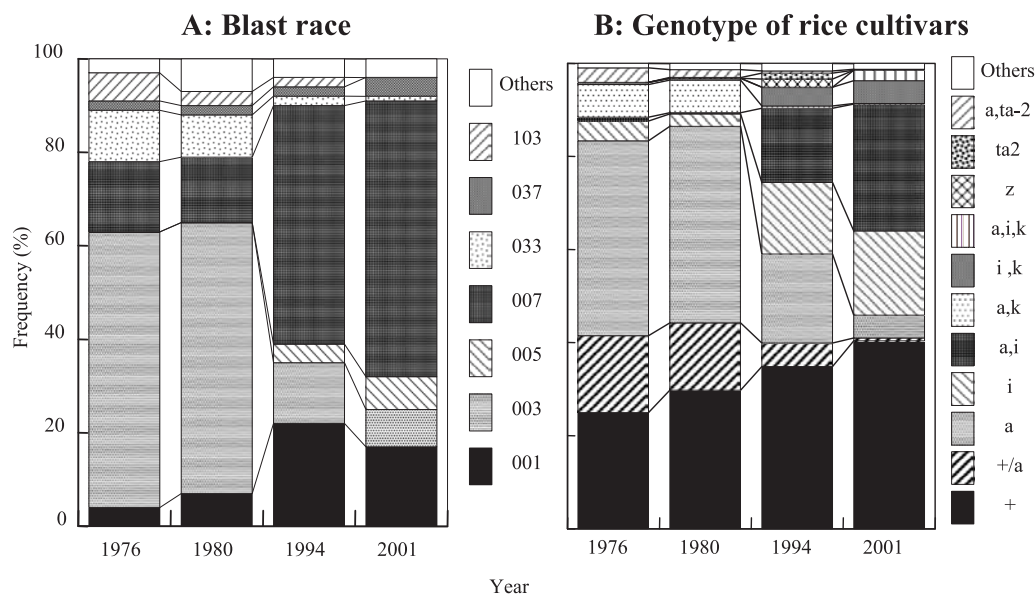 A: Blast race
B: Genotype of rice cultivars
100
80
60
40
20
0
Frequency (%)
1976 1980 1994 2001
Others
103
037
033
007
005
003
001
1976 1980 1994 2001
Others
a,ta-2
ta2
z
a,i,k
i ,k
a,k
a,i
i
a
+/a
+
Year